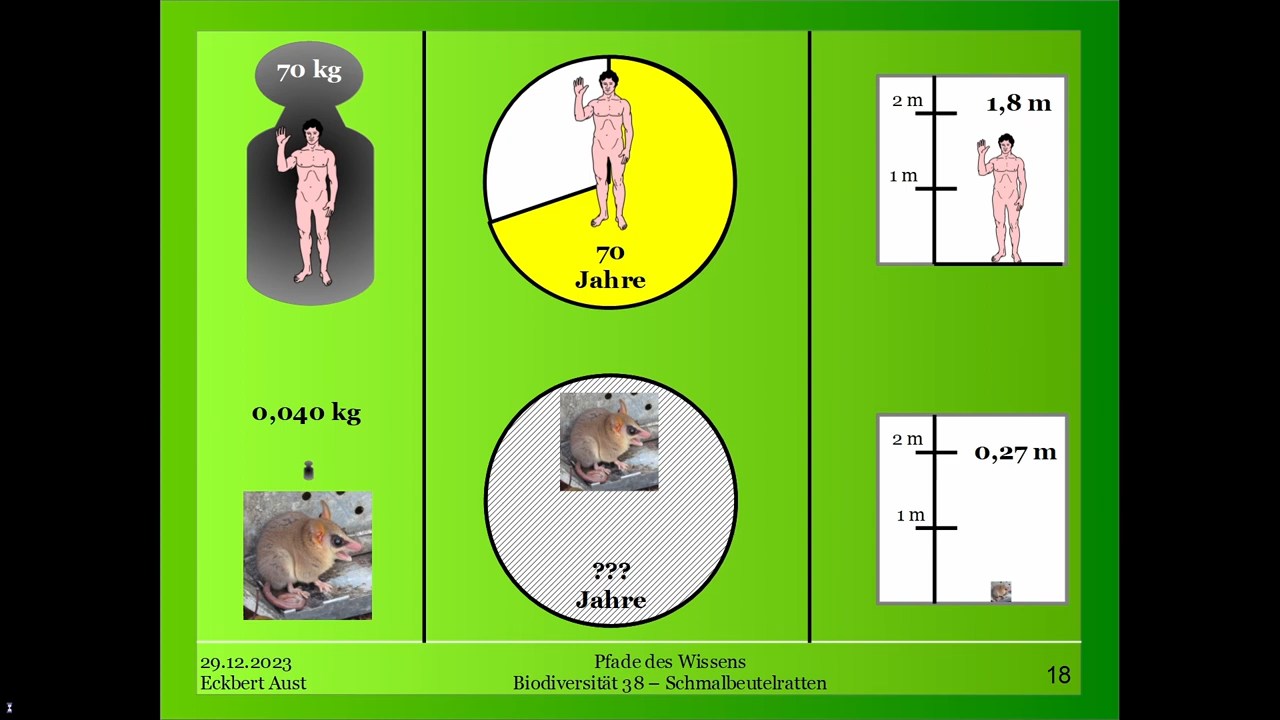 70 kg
70
Jahre
2 m
1,8 m
1 m
0,040 kg
???
Jahre
2 m
0,27 m
1 m
29.12.2023
Eckbert Aust
Pfade des Wissens
Biodiversität 38 – Schmalbeutelratten
18